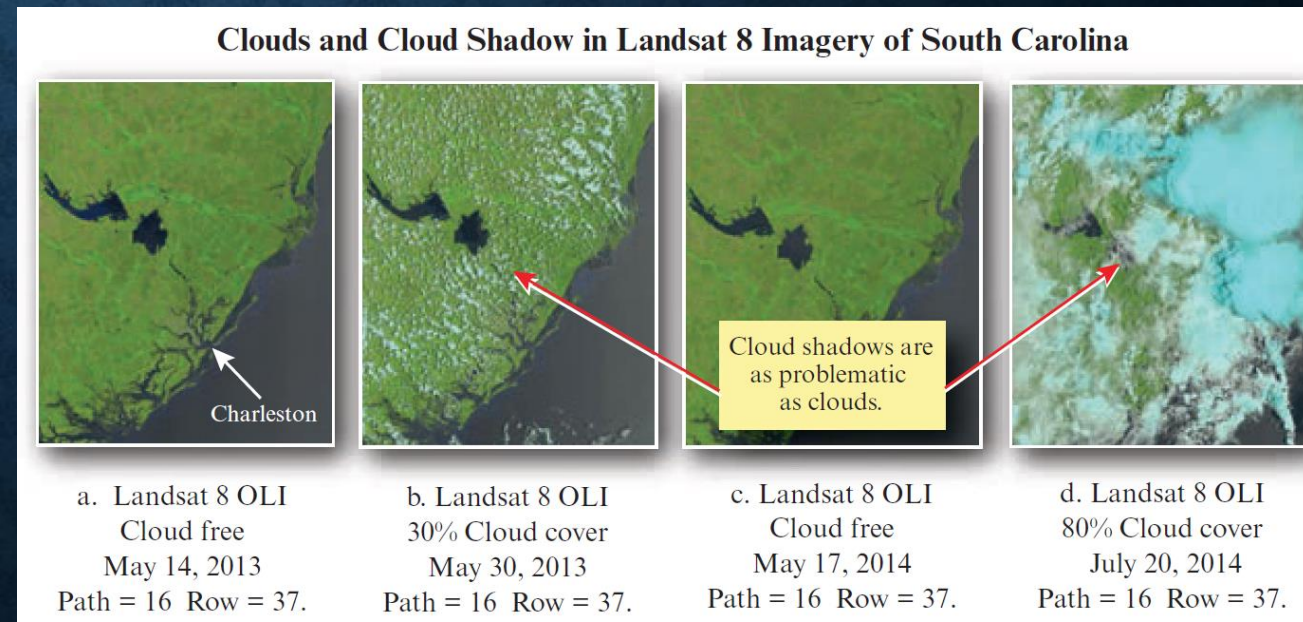 Clouds and Cloud Shadow in Landsat 8 Imagery of South Carolina
Charleston
Cloud shadows are
as problematic
as clouds.
a. Landsat 8 OLI
Cloud free
May 14, 2013
Path = 16 Row = 37.
b. Landsat 8 OLI
30% Cloud cover
May 30, 2013
Path = 16 Row = 37.
c. Landsat 8 OLI
Cloud free
May 17, 2014
Path = 16 Row = 37.
d. Landsat 8 OLI
80% Cloud cover
July 20, 2014
Path = 16 Row = 37.